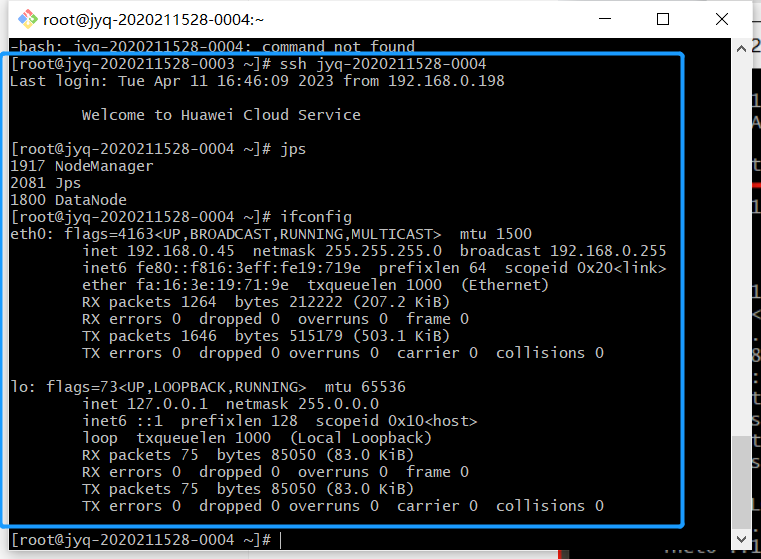 root@jyq-2020211528-0004:~
-bash: jyq-2020211528-0004: command not found
[root@jyq-2020211528-0003 ~]# ssh jyq-2020211528-0004
Last login: Tue Apr 11 16:46:09 2023 from 192.168.0.198
Welcome to Huawei Cloud Service
[root@jyq-2020211528-0004 ~]# jps
1917 NodeManager
2081 Jps
1800 DataNode
[root@jyq-2020211528-0004 ~]# ifconfig
eth0: flags=4163<UP,BROADCAST,RUNNING,MULTICAST>  mtu 1500
inet 192.168.0.45  netmask 255.255.255.0  broadcast 192.168.0.255
inet6 fe80::f816:3eff:fe19:719e  prefixlen 64  scopeid 0x20<link>
ether fa:16:3e:19:71:9e  txqueuelen 1000  (Ethernet)
RX packets 1264  bytes 212222 (207.2 KiB)
RX errors 0  dropped 0  overruns 0  frame 0
TX packets 1646  bytes 515179 (503.1 KiB)
TX errors 0  dropped 0 overruns 0  carrier 0  collisions 0
lo: flags=73<UP,LOOPBACK,RUNNING>  mtu 65536
inet 127.0.0.1  netmask 255.0.0.0
inet6 ::1  prefixlen 128  scopeid 0x10<host>
loop  txqueuelen 1000  (Local Loopback)
RX packets 75  bytes 85050 (83.0 KiB)
RX errors 0  dropped 0  overruns 0  frame 0
TX packets 75  bytes 85050 (83.0 KiB)
TX errors 0  dropped 0 overruns 0  carrier 0  collisions 0
[root@jyq-2020211528-0004 ~]#